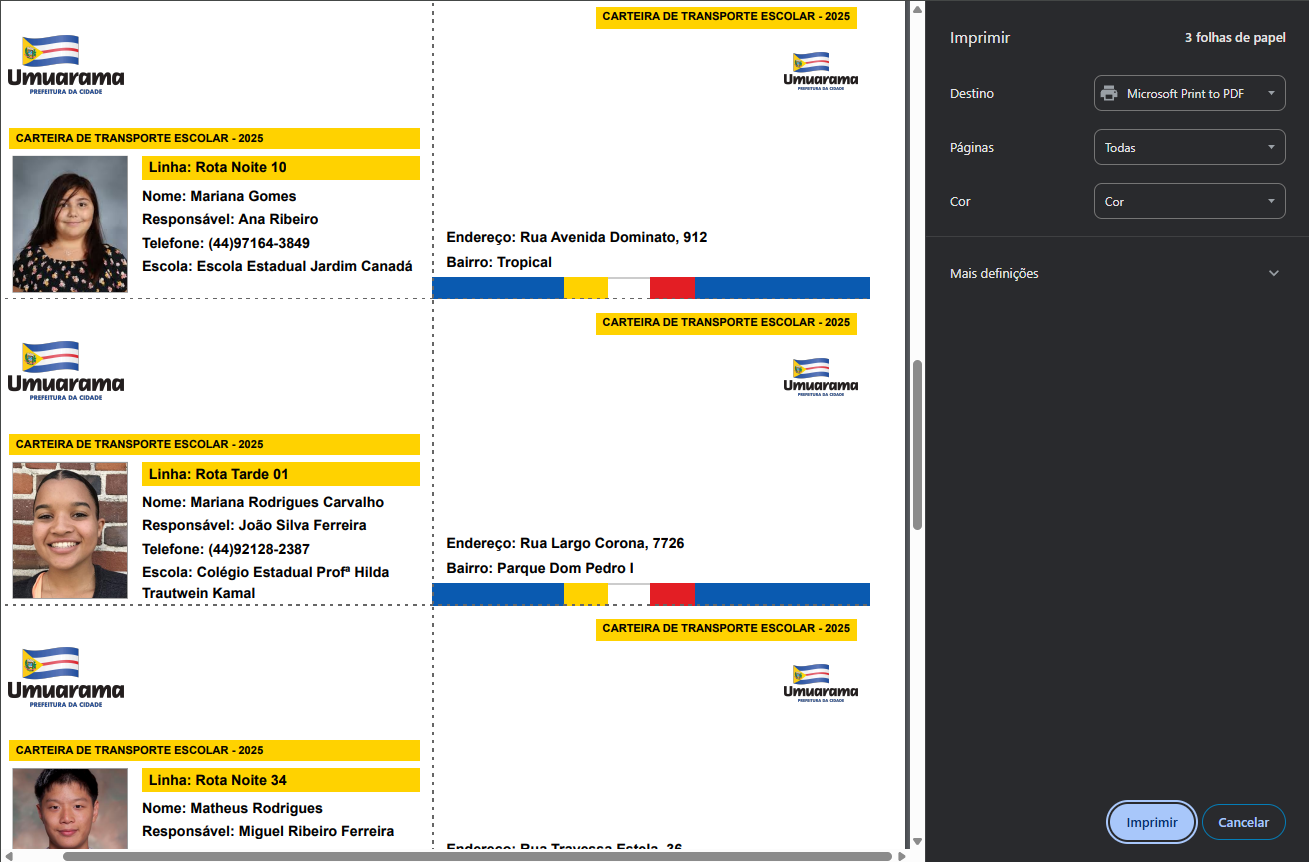 CARTEIRA DE TRANSPORTE ESCOLAR - 2025
Umuarama
PREFEITURA DA CIDADE
Umuarama
PREFEITURA DA CIDADE
CARTEIRA DE TRANSPORTE ESCOLAR - 2025
Linha: Rota Noite 10
Nome: Mariana Gomes
Responsável: Ana Ribeiro
Telefone: (44)97164-3849
Escola: Escola Estadual Jardim Canadá
Endereço: Rua Avenida Dominato, 912
Bairro: Tropical
CARTEIRA DE TRANSPORTE ESCOLAR - 2025
Umuarama
PREFEITURA DA CIDADE
Umuarama
PREFEITURA DA CIDADE
CARTEIRA DE TRANSPORTE ESCOLAR - 2025
Linha: Rota Tarde 01
Nome: Mariana Rodrigues Carvalho
Responsável: João Silva Ferreira
Telefone: (44)92128-2387
Escola: Colégio Estadual Profª Hilda
Trautwein Kamal
Endereço: Rua Largo Corona, 7726
Bairro: Parque Dom Pedro I
CARTEIRA DE TRANSPORTE ESCOLAR - 2025
Umuarama
PREFEITURA DA CIDADE
Umuarama
PREFEITURA DA CIDADE
CARTEIRA DE TRANSPORTE ESCOLAR - 2025
Linha: Rota Noite 34
Nome: Matheus Rodrigues
Responsável: Miguel Ribeiro Ferreira
Endereço: Rua Travessa Estela, 36
Imprimir
3 folhas de papel
Destino
Microsoft Print to PDF
Páginas
Todas
Cor
Cor
Mais definições
Imprimir
Cancelar